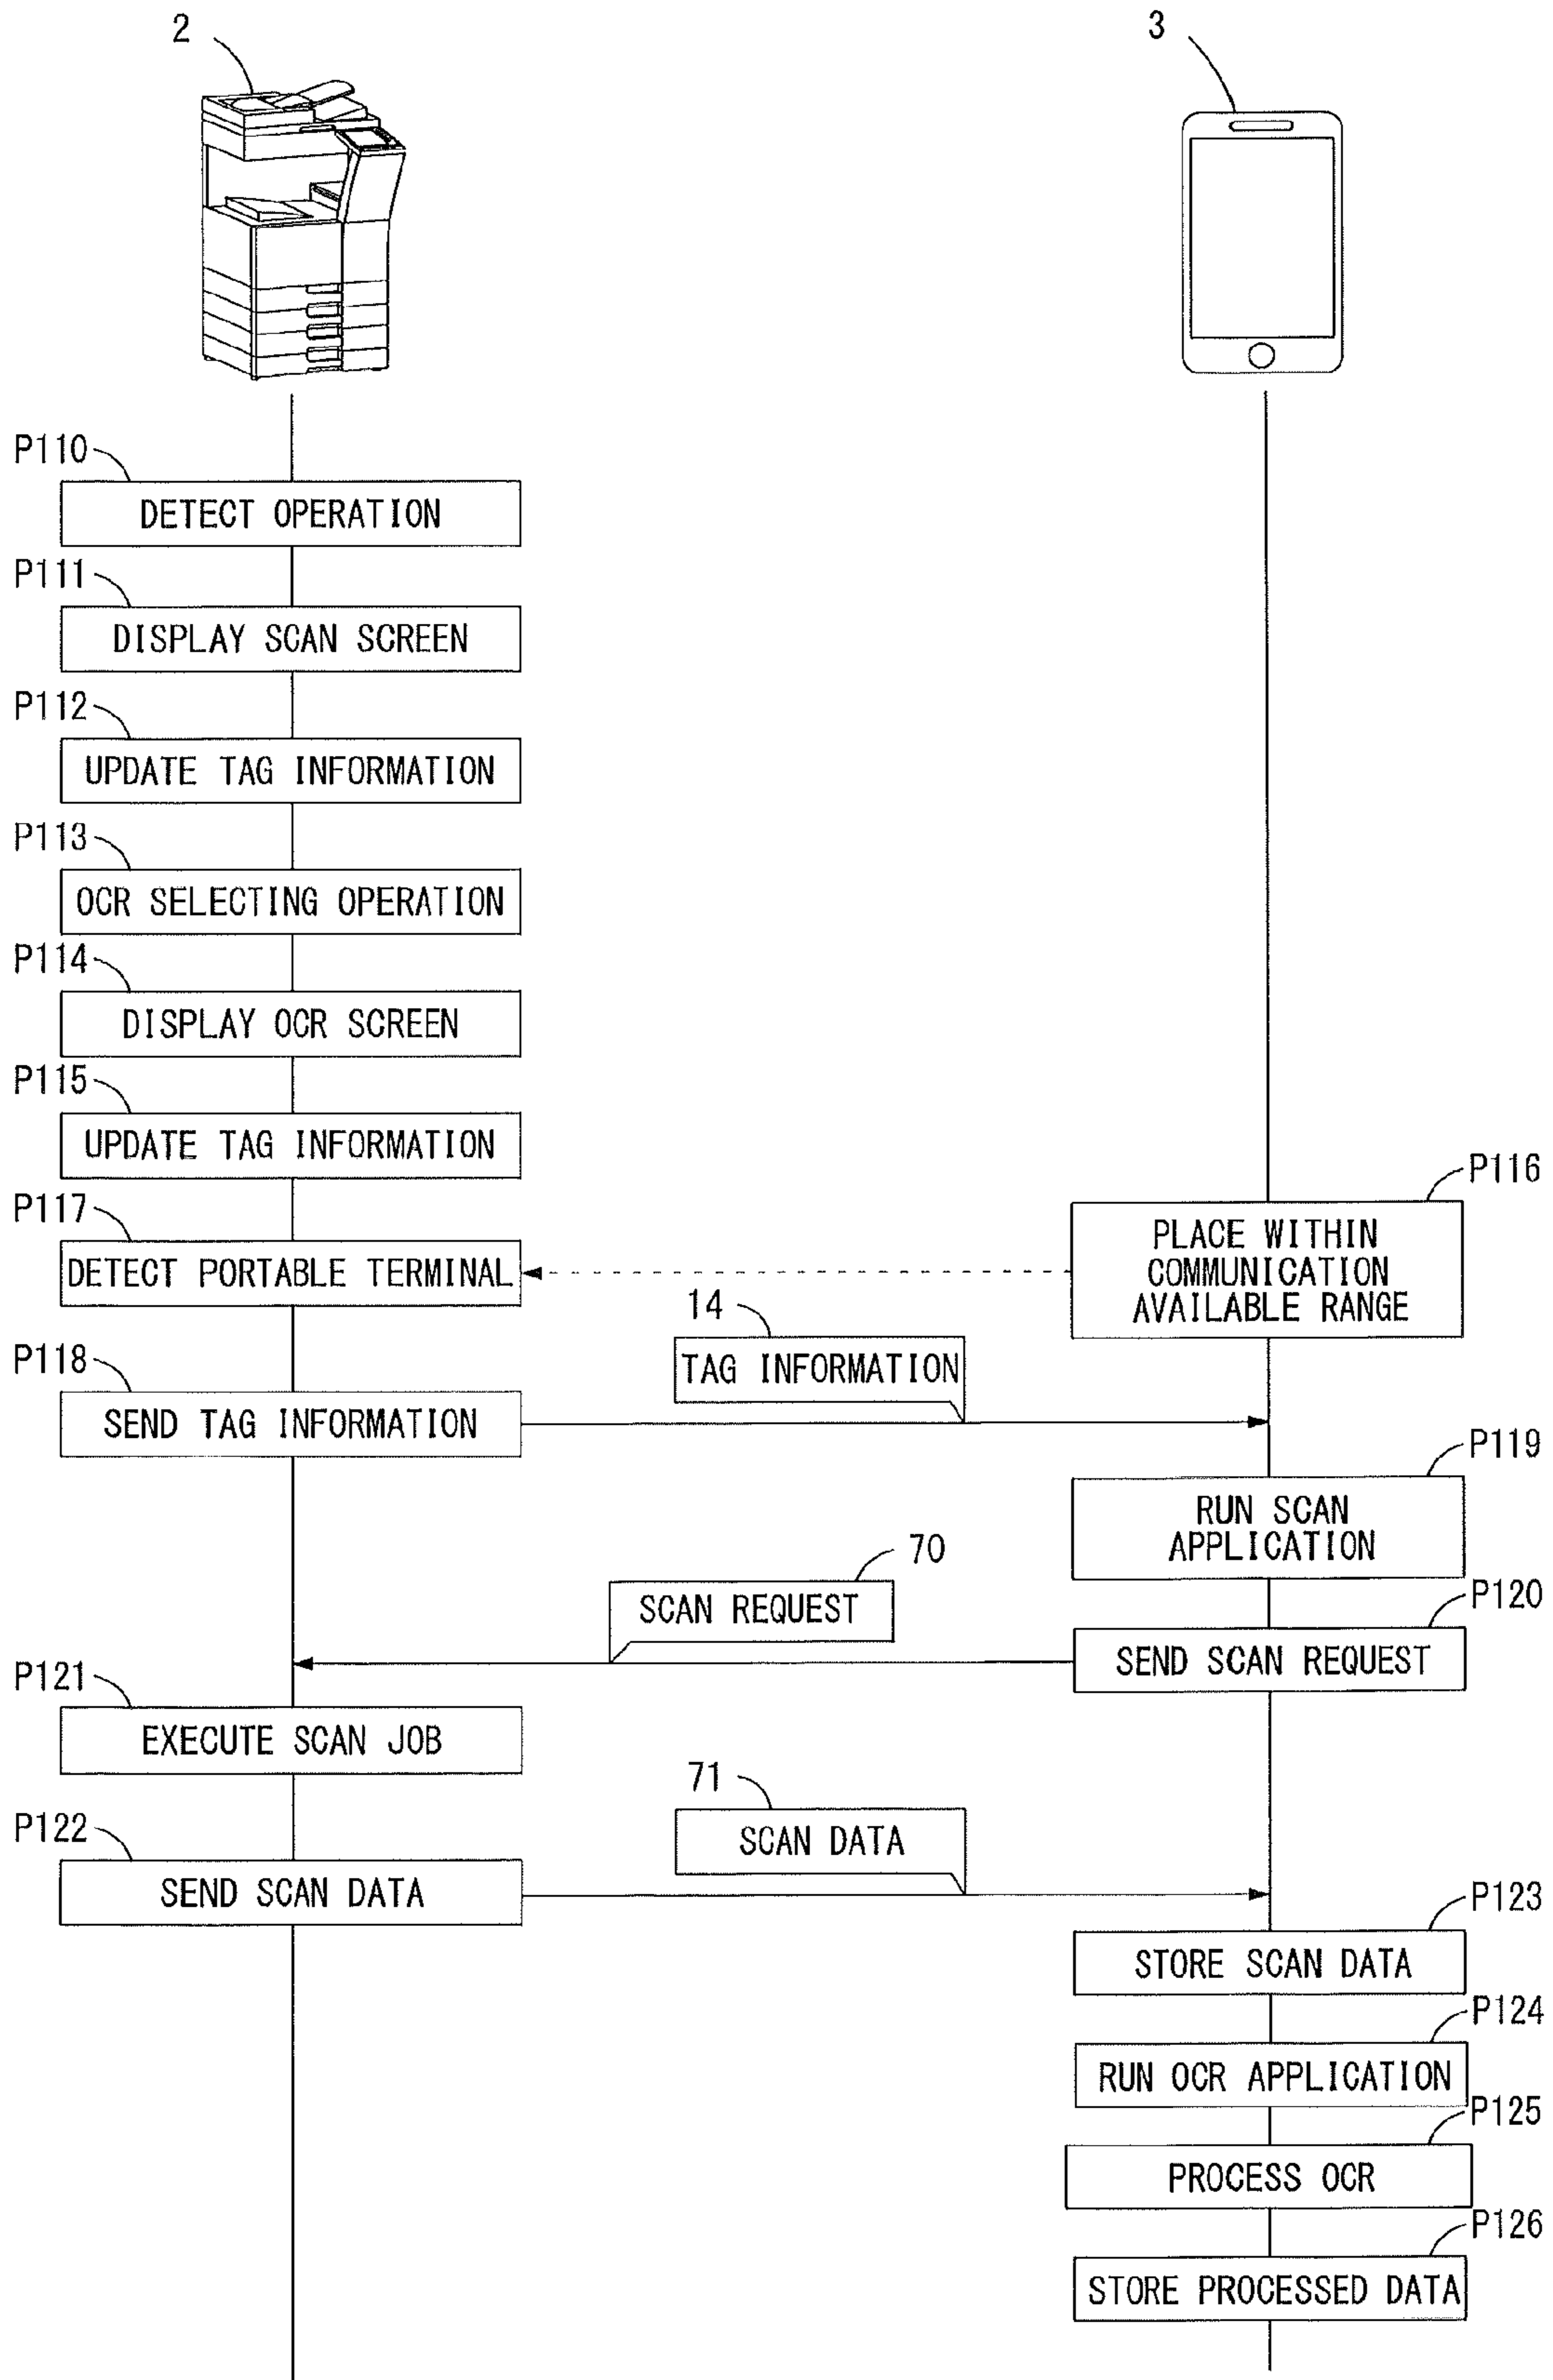 2
3
P110
DETECT OPERATION
P111
DISPLAY SCAN SCREEN
P112
UPDATE TAG INFORMATION
P113
OCR SELECTING OPERATION
P114
DISPLAY OCR SCREEN
P115
UPDATE TAG INFORMATION
P116
PLACE WITHIN
COMMUNICATION
AVAILABLE RANGE
P117
DETECT PORTABLE TERMINAL
14
TAG INFORMATION
P118
SEND TAG INFORMATION
P119
RUN SCAN
APPLICATION
70
SCAN REQUEST
P120
SEND SCAN REQUEST
P121
EXECUTE SCAN JOB
71
SCAN DATA
P122
SEND SCAN DATA
P123
STORE SCAN DATA
P124
RUN OCR APPLICATION
P125
PROCESS OCR
P126
STORE PROCESSED DATA